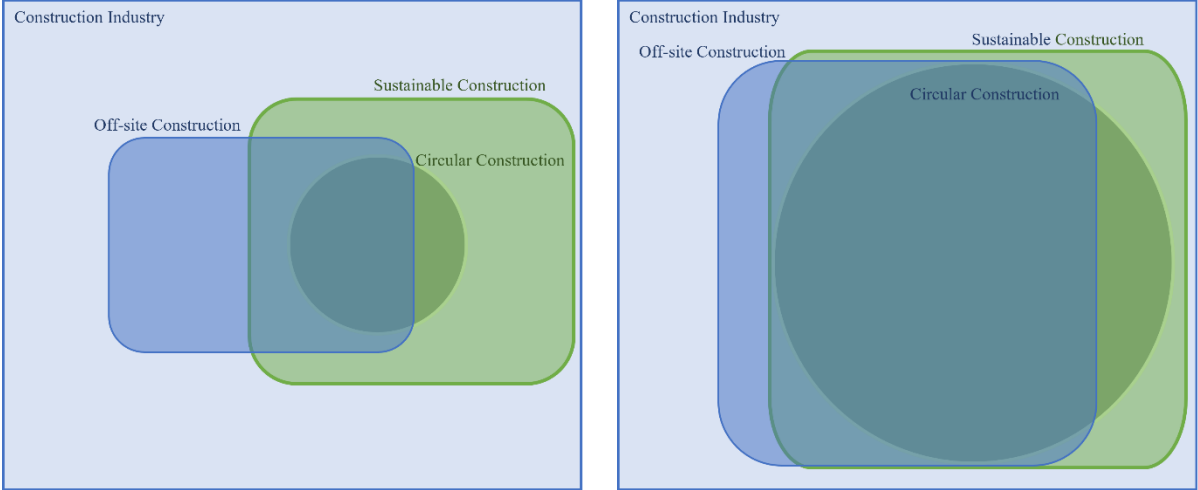 Construction Industry
Sustainable Construction
Off-site Construction
Circular Construction
Construction Industry
Sustainable Construction
Off-site Construction
Circular Construction